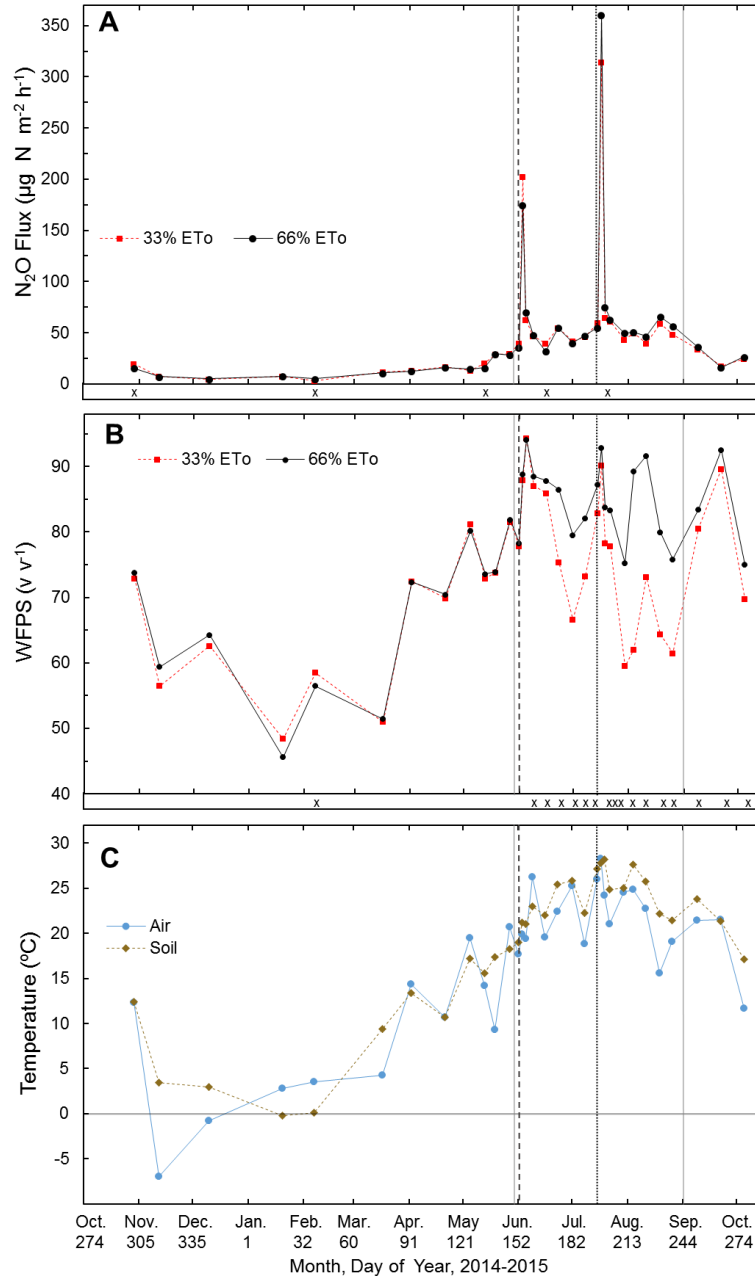 A
N₂O Flux (µg N m⁻² h⁻¹)
350
300
250
200
150
100
50
0
33% ETo
66% ETo
x x x x x
B
WFPS (v v⁻¹)
33% ETo
66% ETo
90
80
70
60
50
40
x x x x x x x x x x x x x x x x x
C
Temperature (ºC)
Air
Soil
30
25
20
15
10
5
0
-5
Oct. Nov. Dec. Jan. Feb. Mar. Apr. May Jun. Jul. Aug. Sep. Oct.
274 305 335 1 32 60 91 121 152 182 213 244 274
Month, Day of Year, 2014-2015